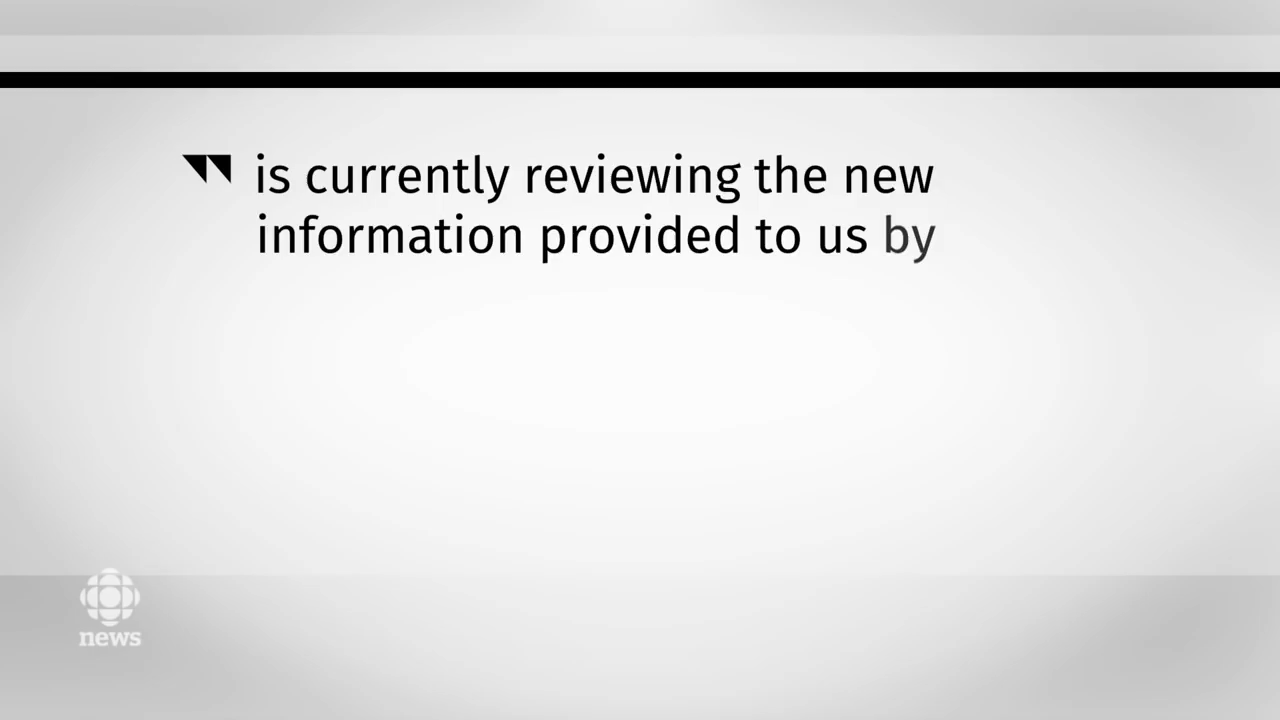 is currently reviewing the new
information provided to us by
news